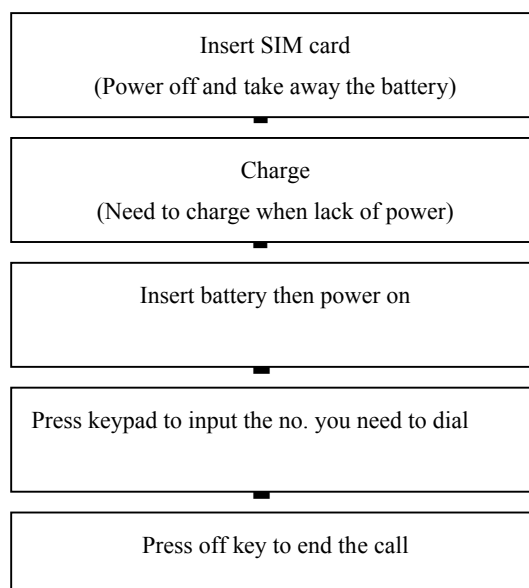 Insert SIM card
(Power off and take away the battery)
Charge
(Need to charge when lack of power)
Insert battery then power on
Press keypad to input the no. you need to dial
Press off key to end the call